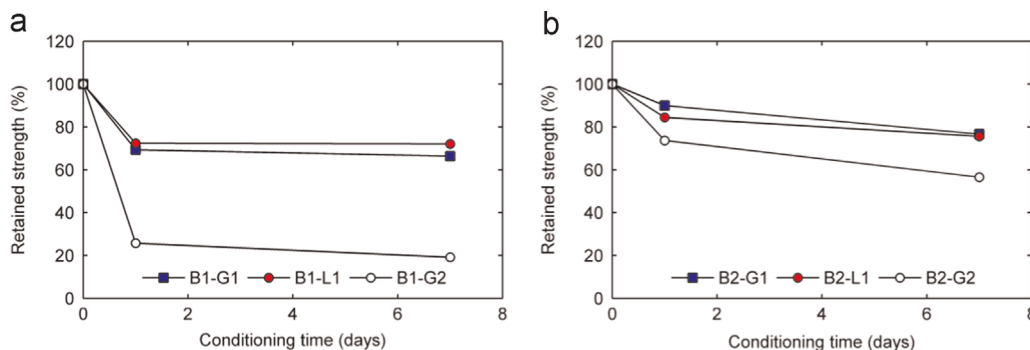 a
120
100
80
60
40
20
0
Retained strength (%)
B1-G1 B1-L1 B1-G2
0 2 4 6 8
Conditioning time (days)
b
120
100
80
60
40
20
0
Retained strength (%)
B2-G1 B2-L1 B2-G2
0 2 4 6 8
Conditioning time (days)